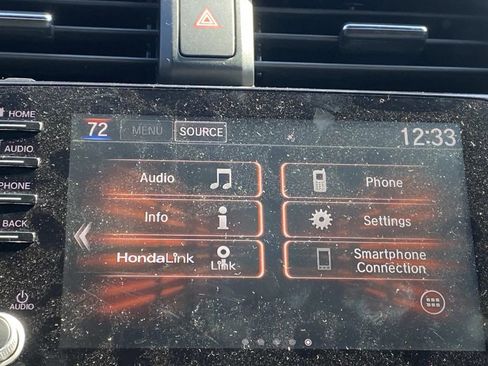 HOME
AUDIO
PHONE
BACK
AUDIO
72 MENU SOURCE 12:33
Audio Phone
Info i Settings
HondaLink Link Smartphone
Connection